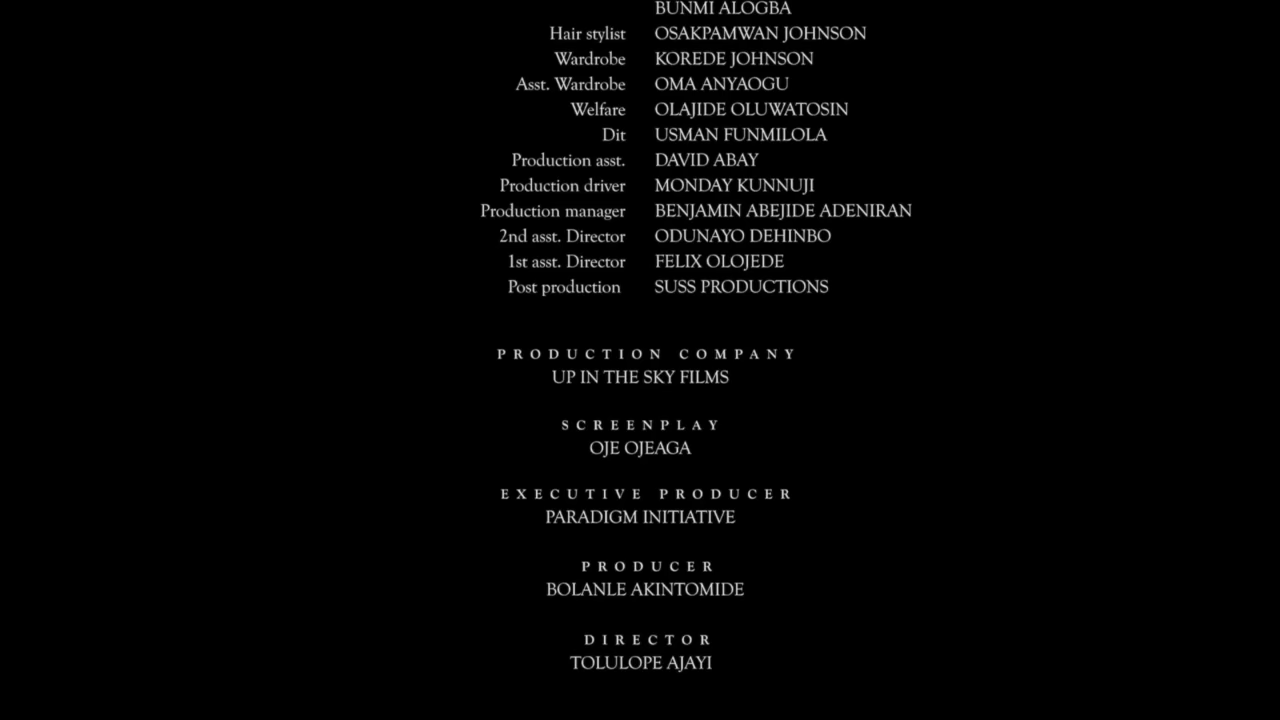 BUNMI ALOGBA
Hair stylist OSAKPAMWAN JOHNSON
Wardrobe KOREDE JOHNSON
Asst. Wardrobe OMA ANYAOGU
Welfare OLAJIDE OLUWATOSIN
Dit USMAN FUNMILOLA
Production asst. DAVID ABAY
Production driver MONDAY KUNNUJI
Production manager BENJAMIN ABEJIDE ADENIRAN
2nd asst. Director ODUNAYO DEHINBO
1st asst. Director FELIX OLOJEDE
Post production SUSS PRODUCTIONS
PRODUCTION COMPANY
UP IN THE SKY FILMS
SCREENPLAY
OJE OJEAGA
EXECUTIVE PRODUCER
PARADIGM INITIATIVE
PRODUCER
BOLANLE AKINTOMIDE
DIRECTOR
TOLULOPE AJAYI